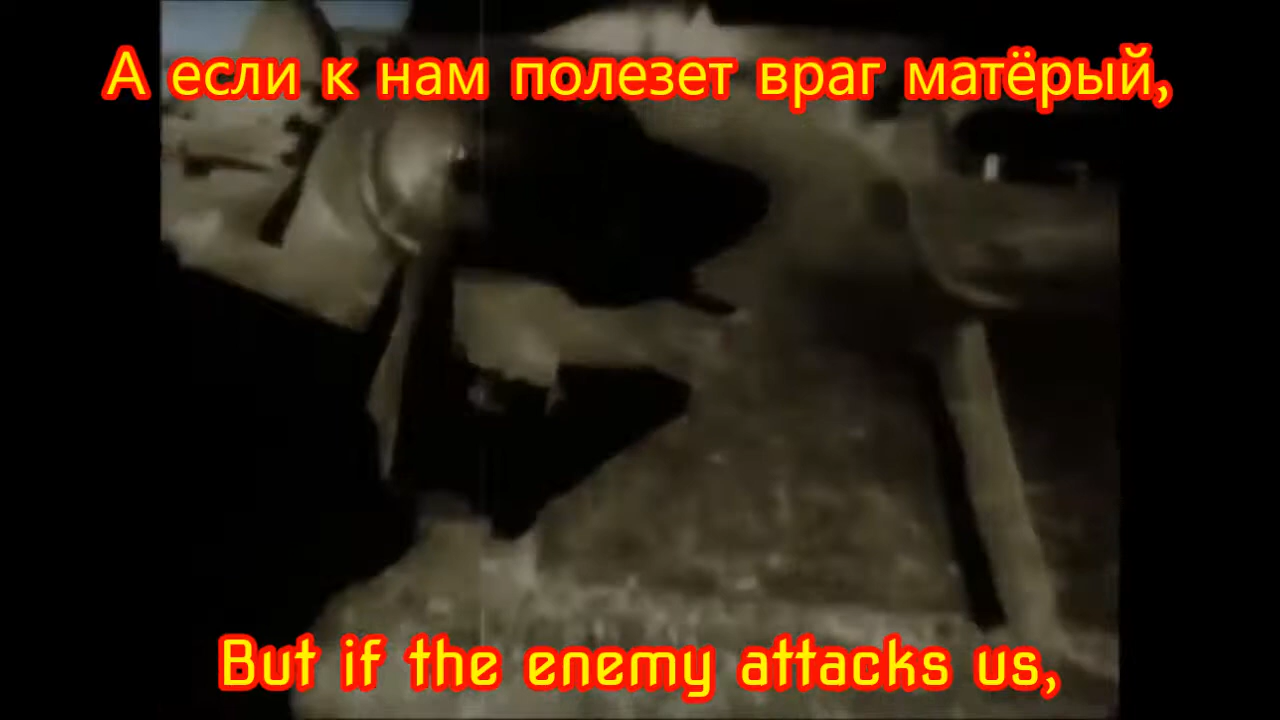 А если к нам полезет враг матёрый,
But if the enemy attacks us,